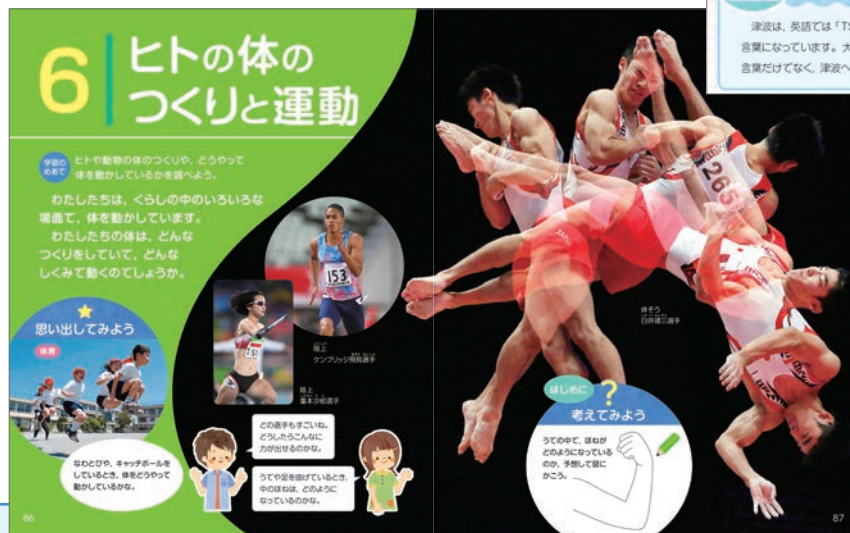 6
ヒトの体の
つくりと運動
学習の
めあて
ヒトや動物の体のつくりや、どうやって
体を動かしているかを調べよう。
わたしたちは、くらしの中のいろいろな
場面で、体を動かしています。
わたしたちの体は、どんな
つくりをしていて、どんな
しくみで動くのでしょうか。
思い出してみよう
体育
なわとびや、キャッチボールを
しているとき、体をどうやって
動かしているかな。
153
陸上
ケンブリッジ飛鳥選手
陸上
重本沙絵選手
どの選手もすごいね。
どうしたらこんなに
力が出せるのかな。
うでや足を曲げているとき、
中のほねは、どのように
なっているのかな。
86
津波は、英語では「TS
言葉になっています。大
言葉だけでなく、津波へ
265
体そう
白井健三選手
はじめに
?
考えてみよう
うでの中で、ほねが
どのようになっている
のか、予想して図に
かこう。
87